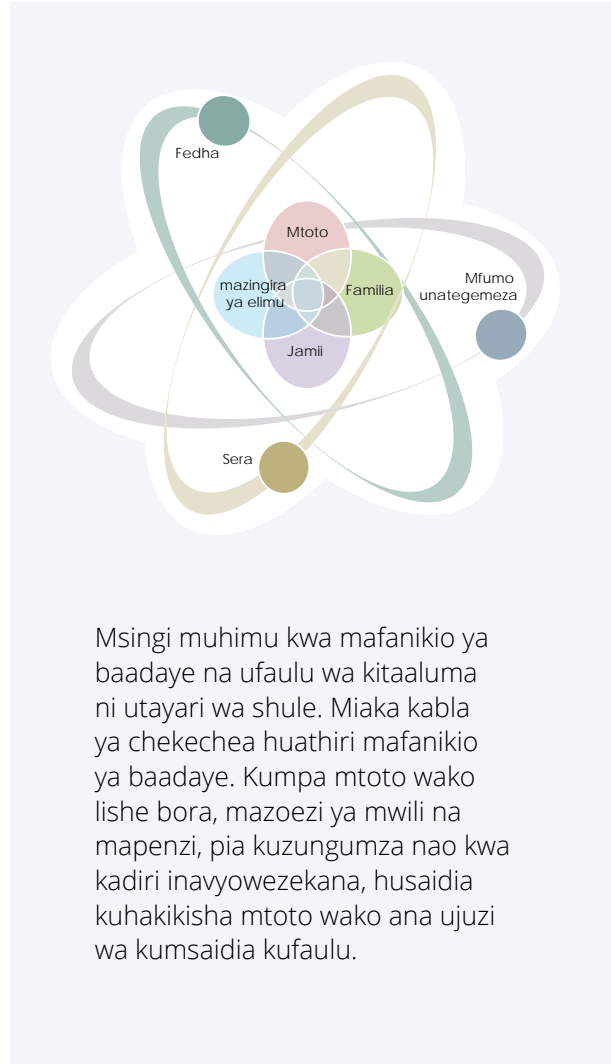 Fedha
Mtoto
mazingira
ya elimu
Familia
Mfumo
unategemeza
Jamii
Sera
Msingi muhimu kwa mafanikio ya
baadaye na ufaulu wa kitaaluma
ni utayari wa shule. Miaka kabla
ya chekechea huathiri mafanikio
ya baadaye. Kumpa mtoto wako
lishe bora, mazoezi ya mwili na
mapenzi, pia kuzungumza nao kwa
kadiri inavyowezekana, husaidia
kuhakikisha mtoto wako ana ujuzi
wa kumsaidia kufaulu.